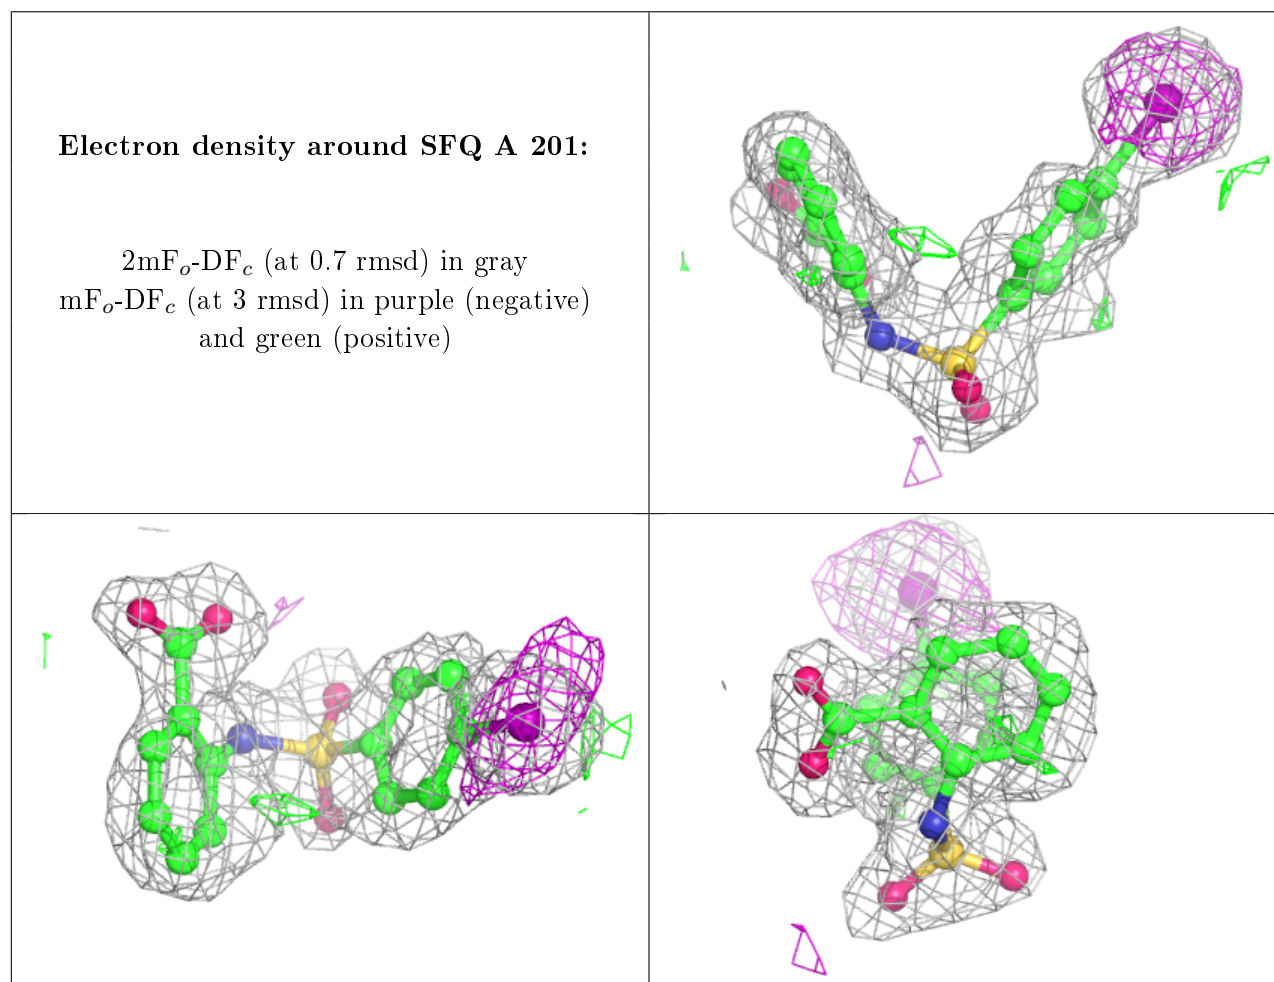 Electron density around SFQ A 201:
2mFo-DFc (at 0.7 rmsd) in gray
mFo-DFc (at 3 rmsd) in purple (negative)
and green (positive)